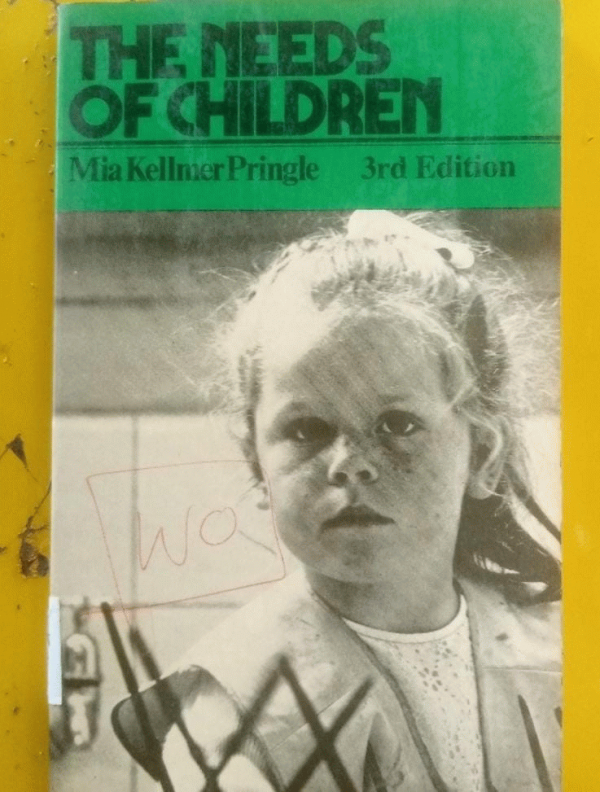 THE NEEDS
OF CHILDREN
Mia Kellmer Pringle 3rd Edition
WO